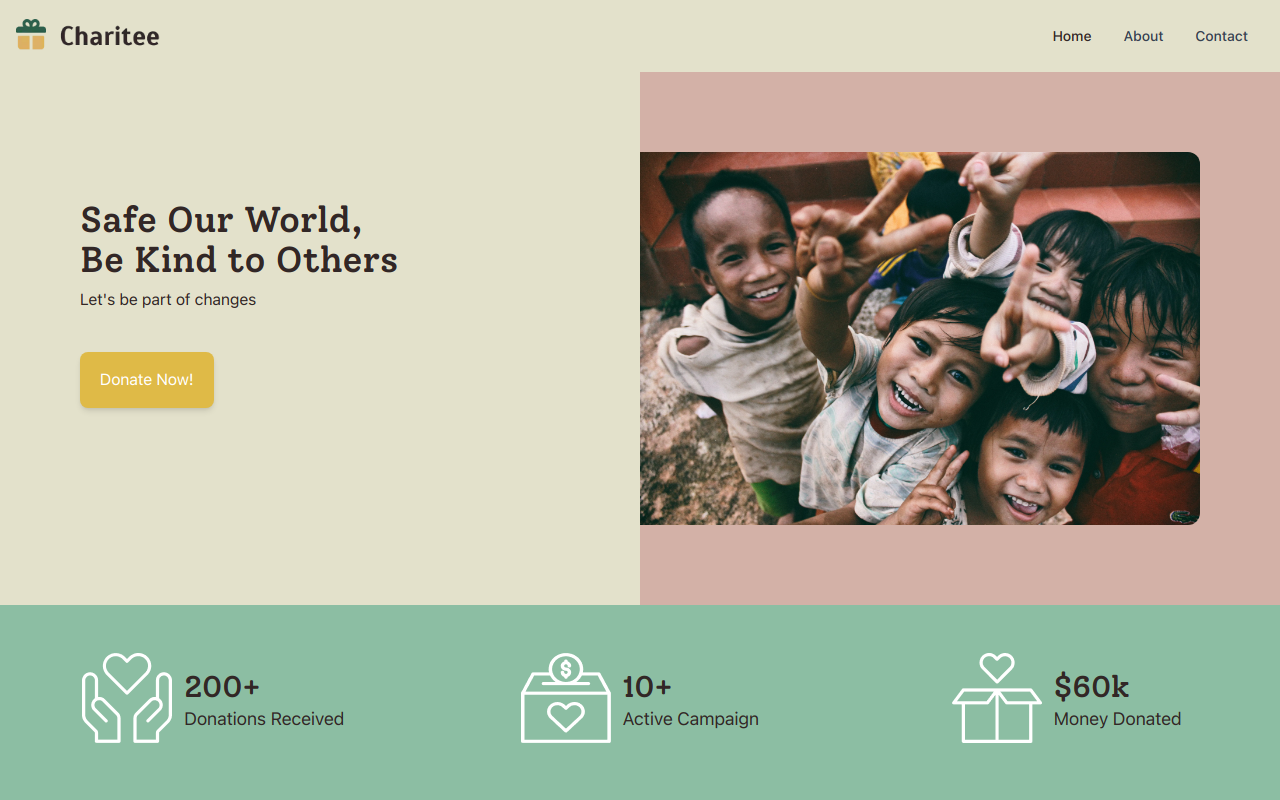 Charitee
Home About Contact
Safe Our World,
Be Kind to Others
Let's be part of changes
Donate Now!
$
200+
Donations Received
10+
Active Campaign
$60k
Money Donated